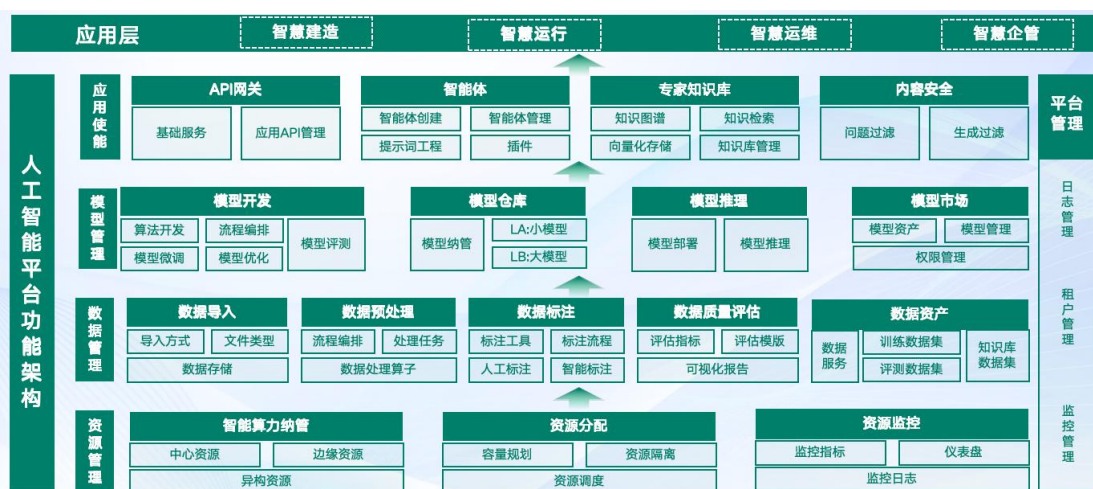 应用层 智慧建造 智慧运行 智慧运维 智慧企管
人工智能平台功能架构
应用使能
API网关 智能体 专家知识库 内容安全
基础服务 应用API管理 智能体创建 智能体管理 知识图谱 知识检索 问题过滤 生成过滤
提示词工程 插件 向量化存储 知识库管理
模型管理
模型开发 模型仓库 模型推理 模型市场
算法开发 流程编排 模型评测 模型纳管 LA:小模型 模型部署 模型推理 模型资产 模型管理
模型微调 模型优化 LB:大模型 权限管理
数据管理
数据导入 数据预处理 数据标注 数据质量评估 数据资产
导入方式 文件类型 流程编排 处理任务 标注工具 标注流程 评估指标 评估模版 数据服务 训练数据集 知识库数据集
数据存储 数据处理算子 人工标注 智能标注 可视化报告 评测数据集
资源管理
智能算力纳管 资源分配 资源监控
中心资源 边缘资源 容量规划 资源隔离 监控指标 仪表盘
异构资源 资源调度 监控日志
平台管理
日志管理
租户管理
监控管理